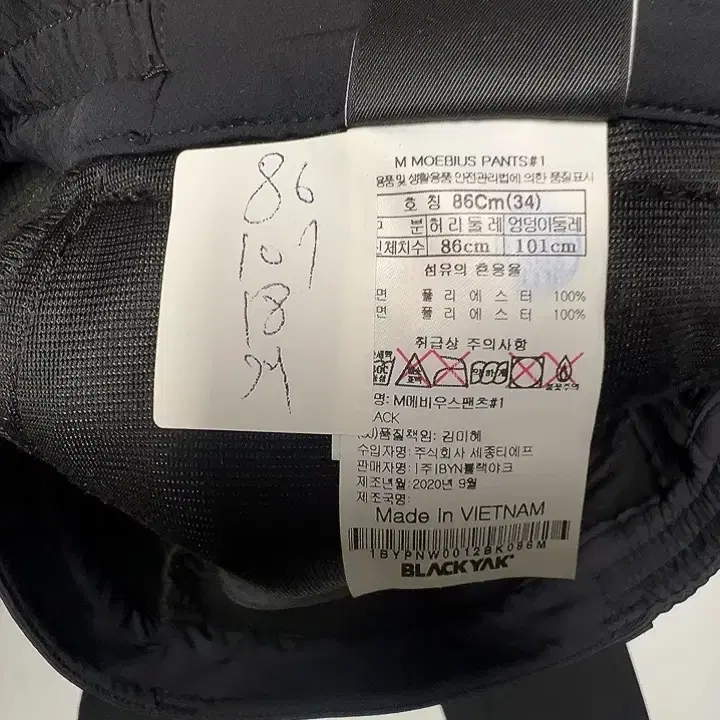 86
107
18
24
M MOEBIUS PANTS#1
용품 및 생활용품 안전관리법에 의한 품질표시
호 칭 86Cm(34)
구 분 허리둘레 엉덩이둘레
신체치수 86cm 101cm
섬유의 혼용율
면 폴 리 에 스 터 100%
면 폴 리 에 스 터 100%
취급상 주의사항
명: M메비우스팬츠#1
ACK
품질책임: 김미혜
수입자명: 주식회사 세종티에프
판매자명: (주)BYN블랙야크
제조년월: 2020년 9월
제조국명:
Made In VIETNAM
1BYPNW0012BK086M
BLACKYAK